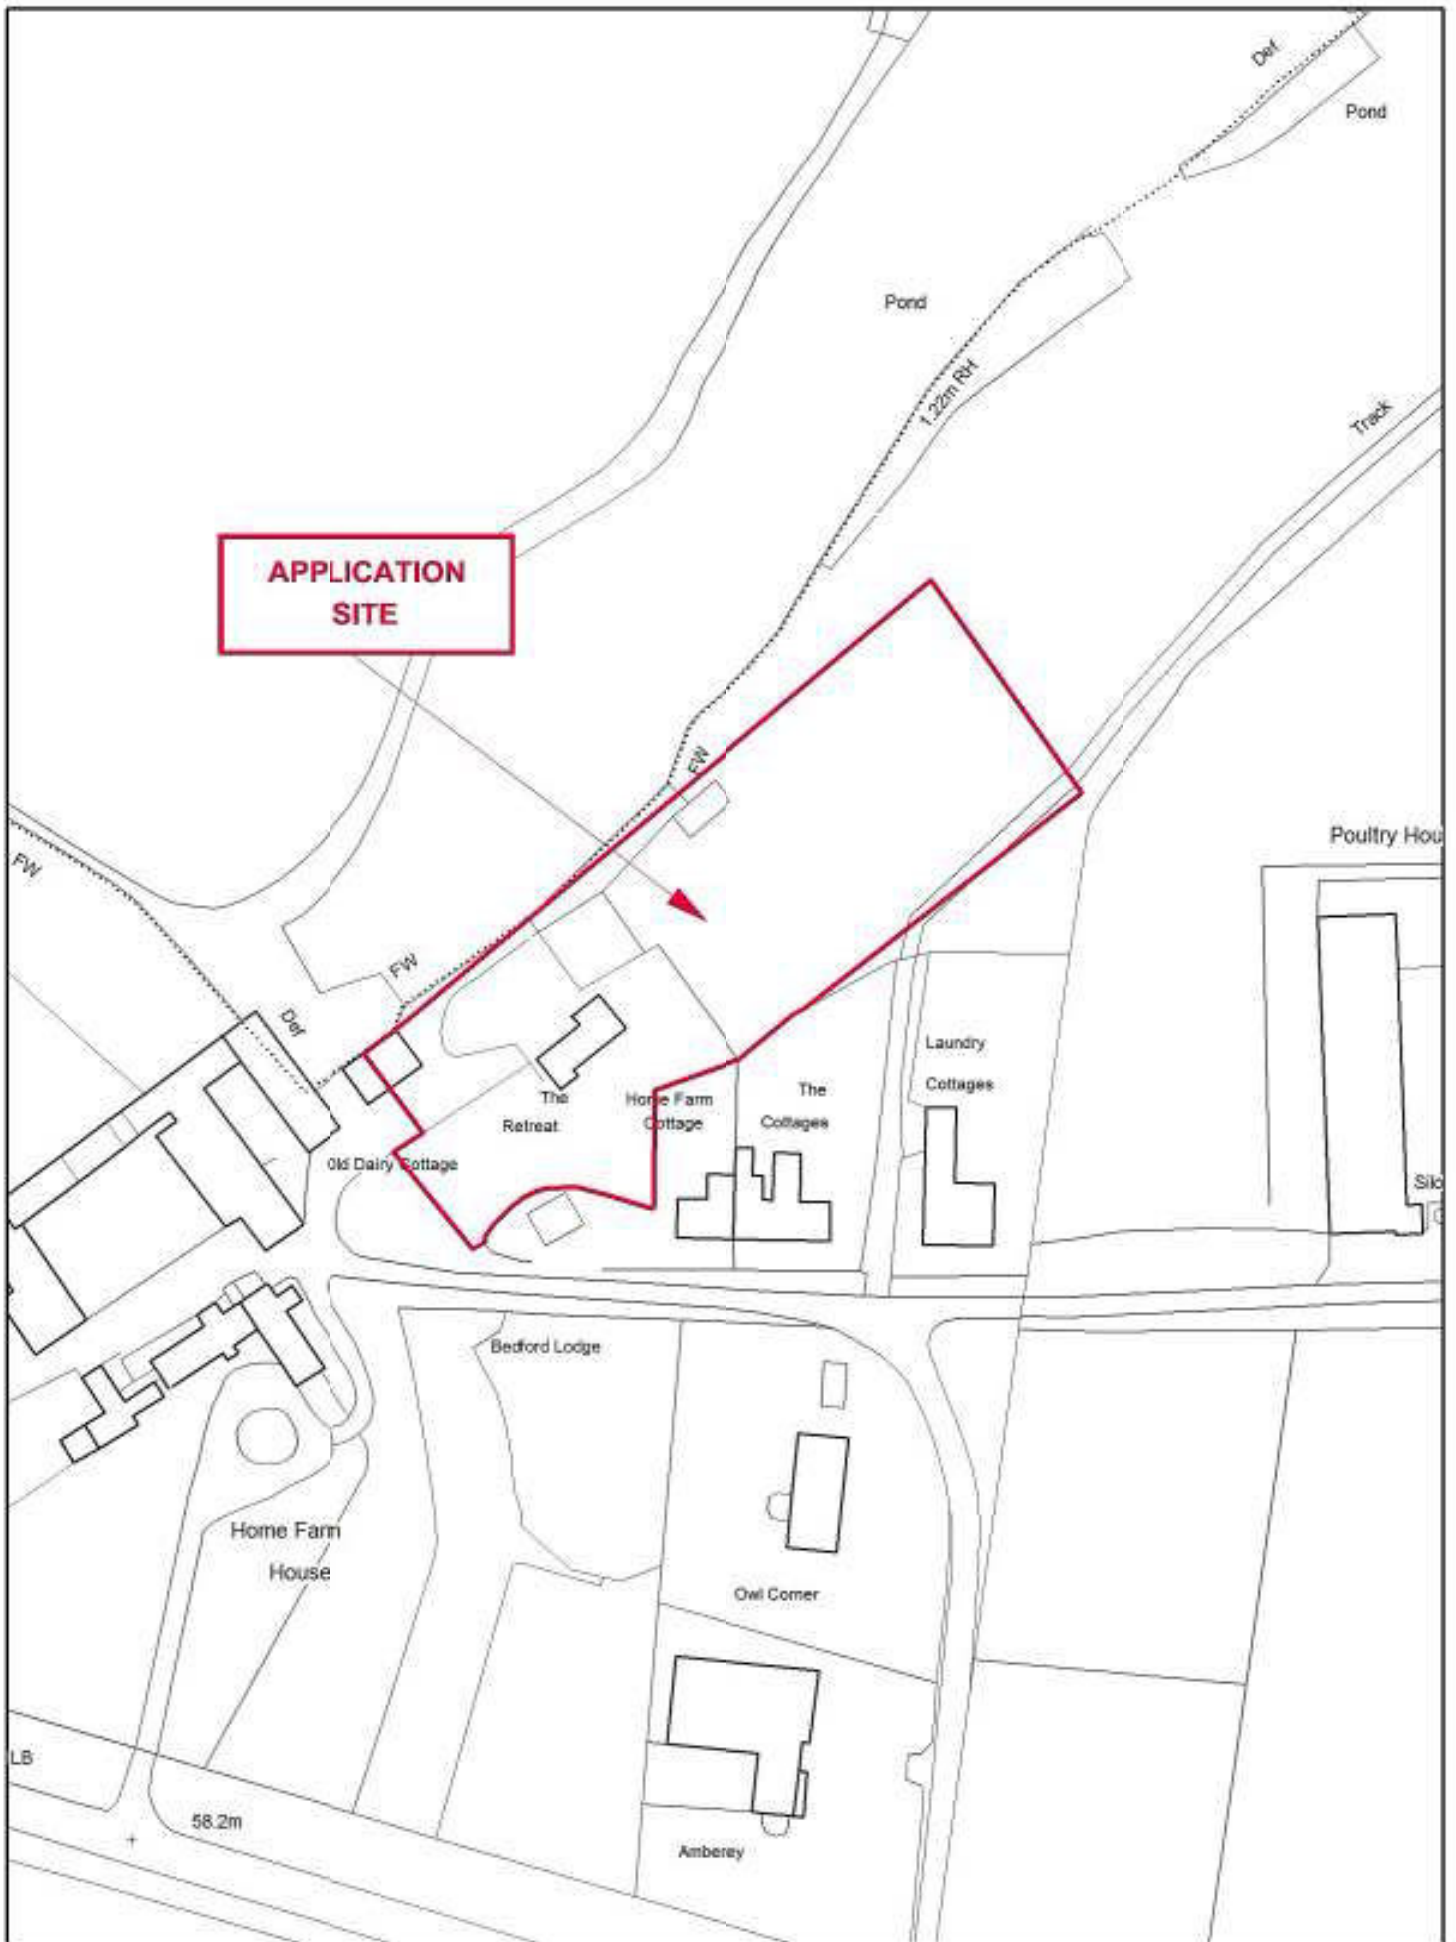 Def
Pond
Pond
1.22m RH
Track
APPLICATION
SITE
FW
Poultry Hou
FW
FW
Def
Laundry
Cottages
The
Cottages
Home Farm
Cottage
The
Retreat
Old Dairy Cottage
Silo
Bedford Lodge
Home Farm
House
Owl Corner
LB
58.2m
Amberey